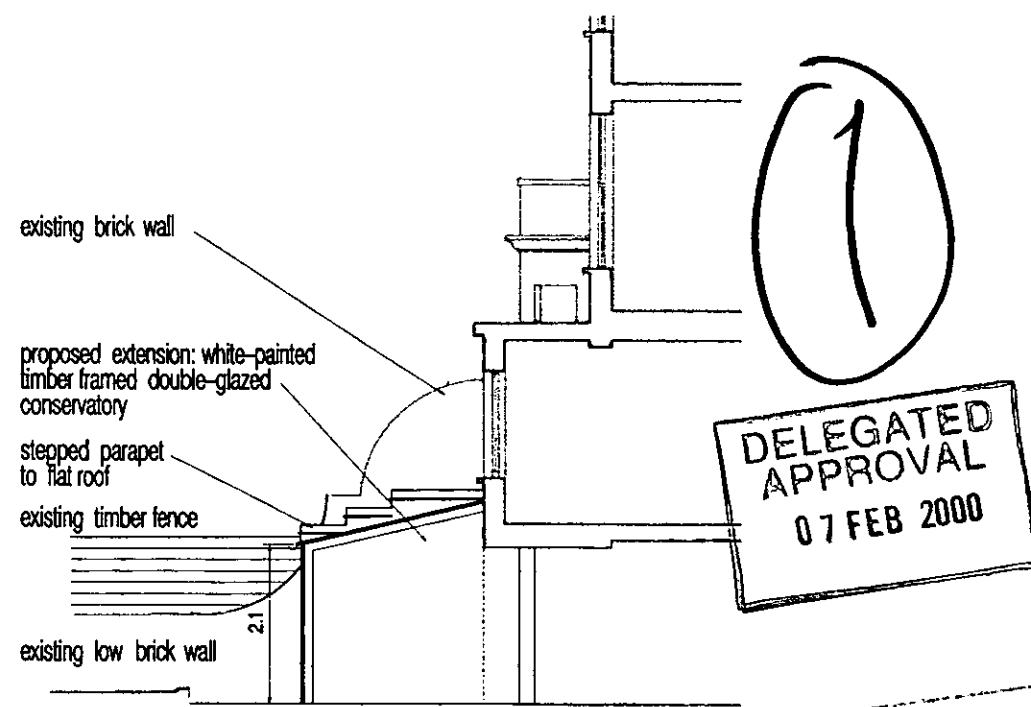 existing brick wall
proposed extension: white-painted
timber framed double-glazed
conservatory
stepped parapet
to flat roof
existing timber fence
2.1
existing low brick wall
1
DELEGATED
APPROVAL
07 FEB 2000